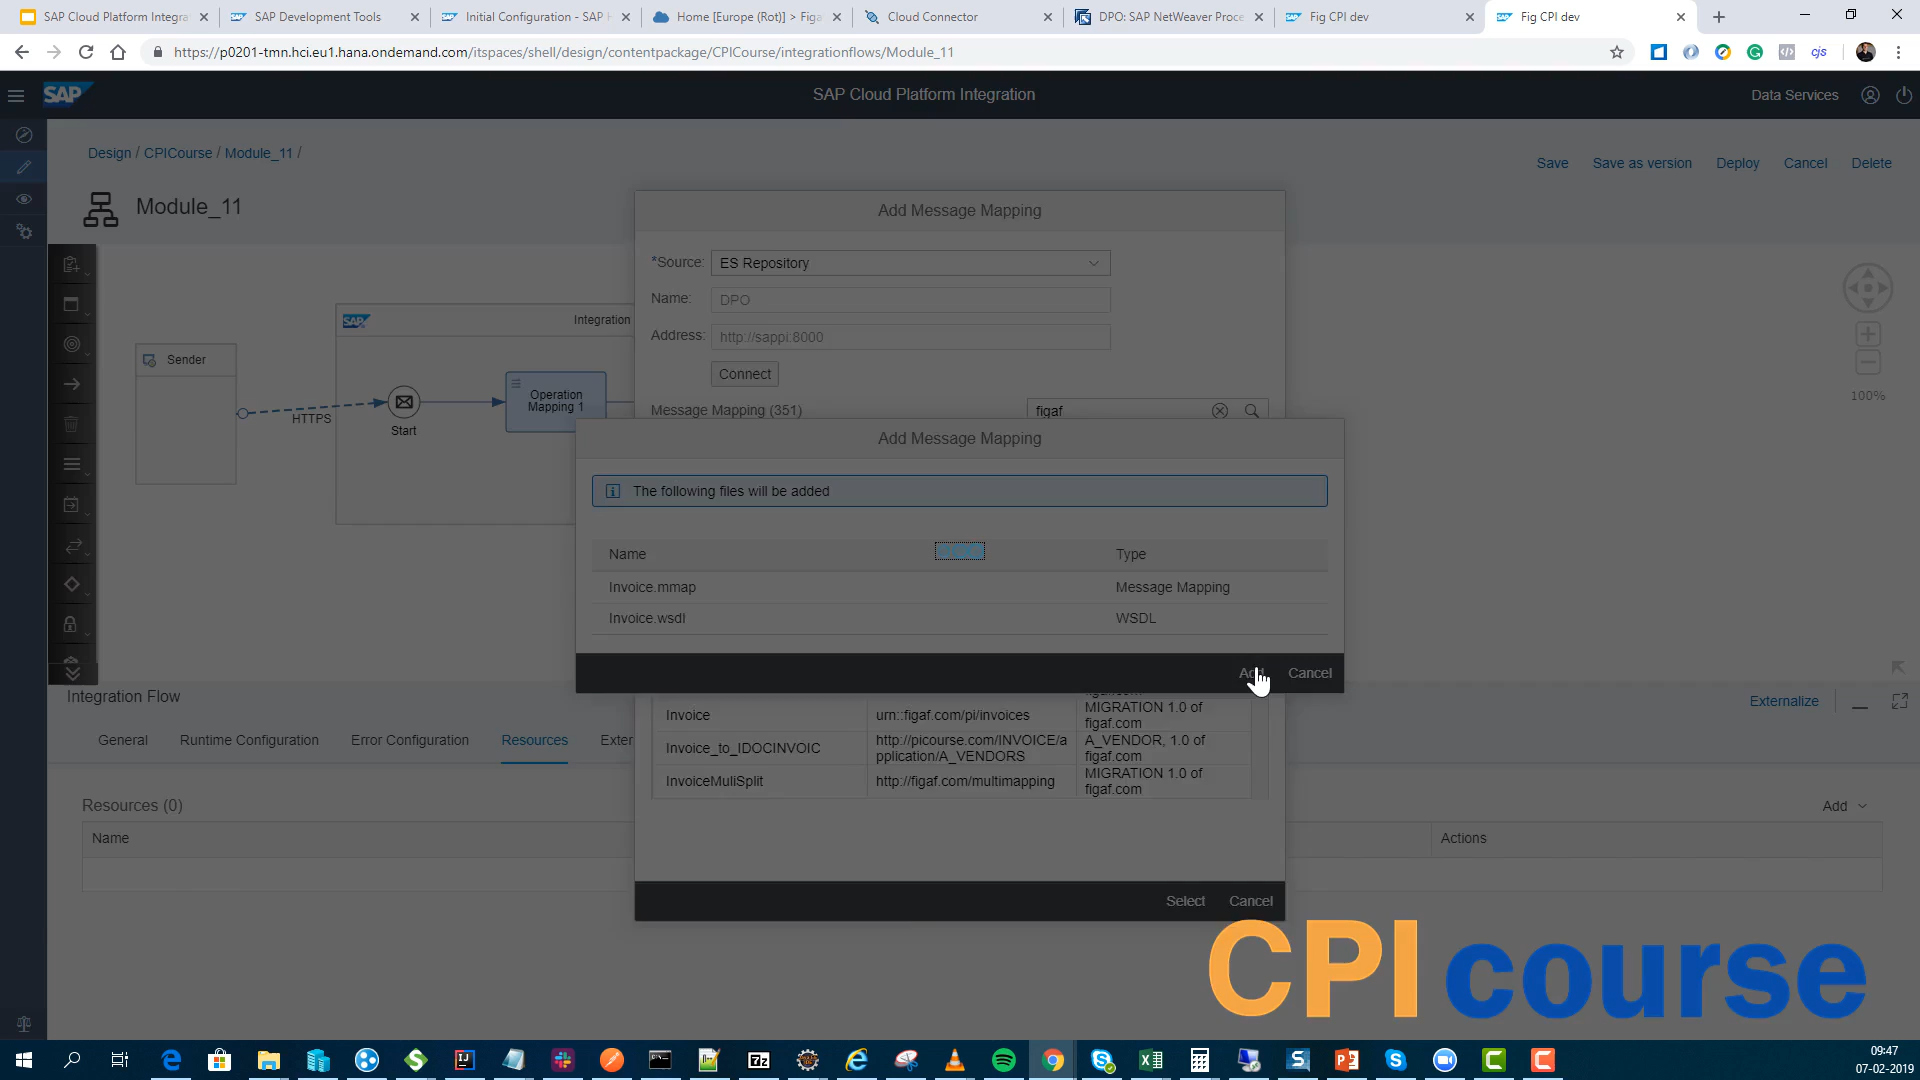 SAP Cloud Platform Integra
SAP Development Tools
Initial Configuration - SAP H
Home [Europe (Rot)] > Figa
Cloud Connector
DPO: SAP NetWeaver Proce
Fig CPI dev
Fig CPI dev
https://p0201-tmn.hci.eu1.hana.ondemand.com/itspaces/shell/design/contentpackage/CPICourse/integrationflows/Module_11
cjs
SAP
SAP Cloud Platform Integration
Data Services
Design / CPICourse / Module_11 /
Save
Save as version
Deploy
Cancel
Delete
Module_11
Add Message Mapping
*Source: ES Repository
Name: DPO
Address: http://sappi:8000
Connect
Message Mapping (351)
figaf
SAP
Integration
Sender
HTTPS
Start
Operation
Mapping 1
100%
Add Message Mapping
The following files will be added
Name Type
Invoice.mmap Message Mapping
Invoice.wsdl WSDL
Cancel
Invoice urn::figaf.com/pi/invoices MIGRATION 1.0 of
figaf.com
Invoice_to_IDOCINVOIC http://picourse.com/INVOICE/a
pplication/A_VENDORS
A_VENDOR, 1.0 of
figaf.com
InvoiceMuliSplit http://figaf.com/multimapping MIGRATION 1.0 of
figaf.com
Select Cancel
Integration Flow
Externalize
General
Runtime Configuration
Error Configuration
Resources
Exter
Resources (0)
Add
Name
Actions
CPI course
09:47
07-02-2019